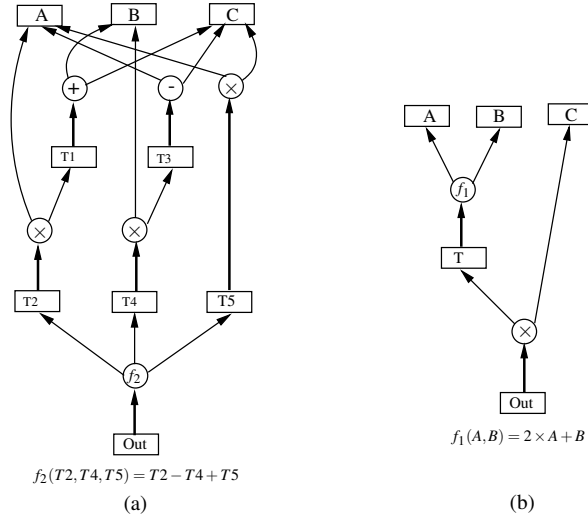 A
B
C
+
-
×
T1
T3
×
×
T2
T4
T5
f₂
Out
f₂(T2,T4,T5) = T2−T4+T5
(a)
A
B
C
f₁
T
×
Out
f₁(A,B) = 2×A+B
(b)